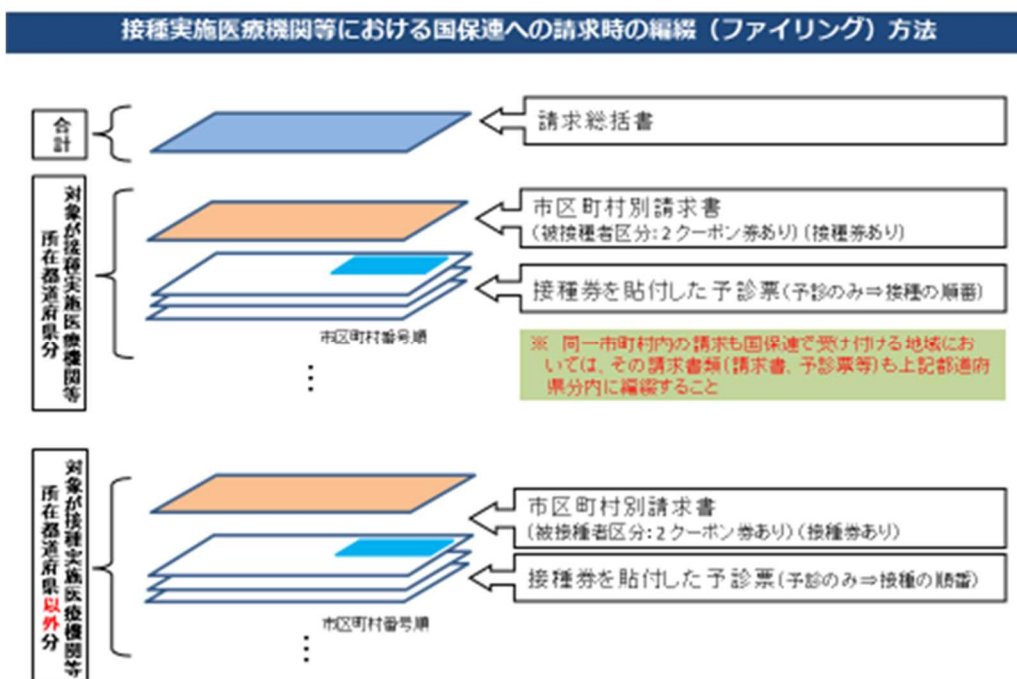 接種実施医療機関等における国保連への請求時の編綴（ファイリング）方法
合計
請求総括書
対象が接種実施医療機関等
所在都道府県分
市区町村別請求書
(被接種者区分:2クーポン券あり)(接種券あり)
接種券を貼付した予診票(予診のみ⇒接種の順番)
市区町村番号順
※ 同一市町村内の請求も国保連で受け付ける地域にお
いては、その請求書類(請求書、予診票等)も上記都道府
県分内に編綴すること
対象が接種実施医療機関等
所在都道府県以外分
市区町村別請求書
(被接種者区分:2クーポン券あり)(接種券あり)
接種券を貼付した予診票(予診のみ⇒接種の順番)
市区町村番号順